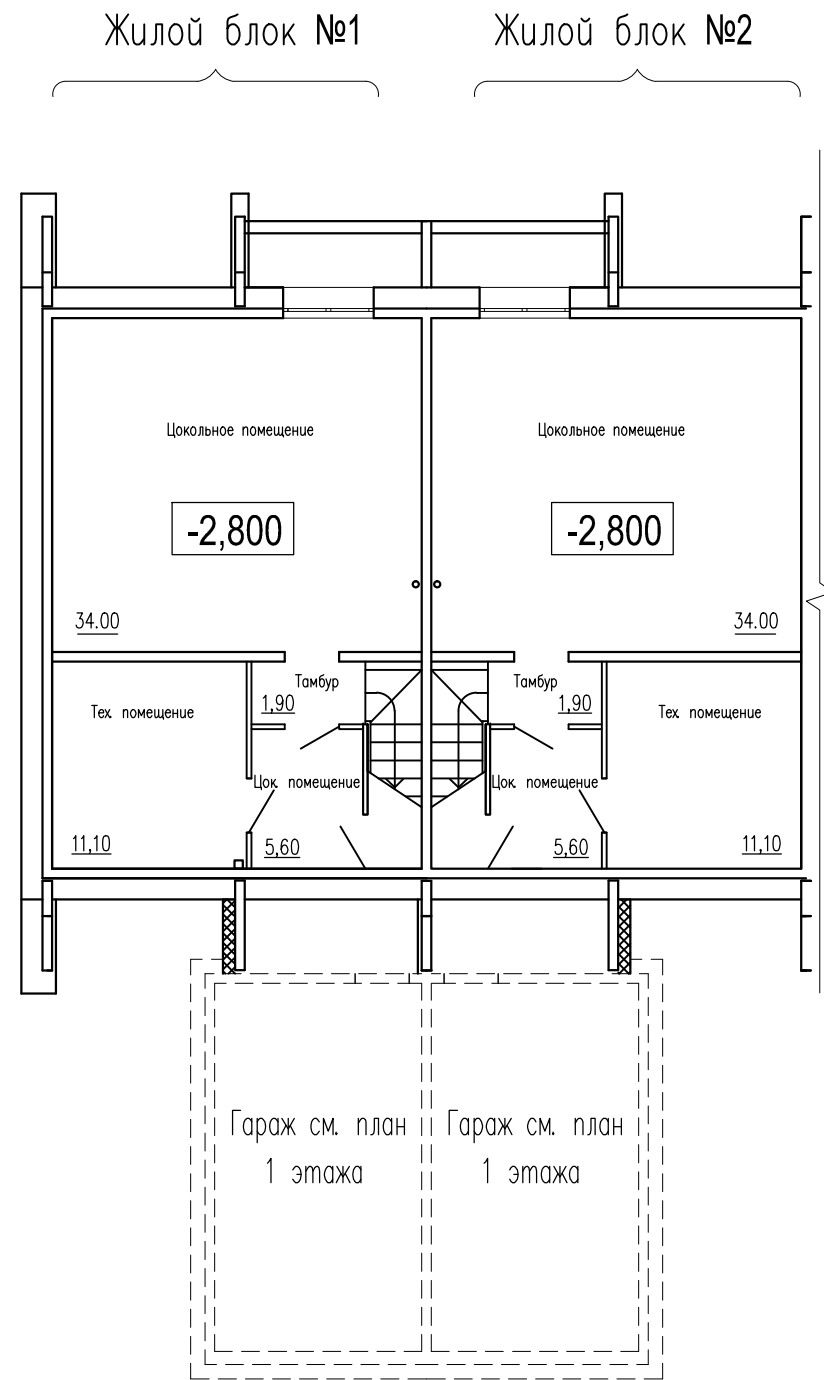 Жилой блок №1
Жилой блок №2
Цокольное помещение
Цокольное помещение
-2,800
-2,800
34.00
34.00
Тамбур
Тамбур
1,90
1,90
Тех. помещение
Тех. помещение
Цок. помещение
Цок. помещение
11,10
5,60
5,60
11,10
Гараж см. план
1 этажа
Гараж см. план
1 этажа